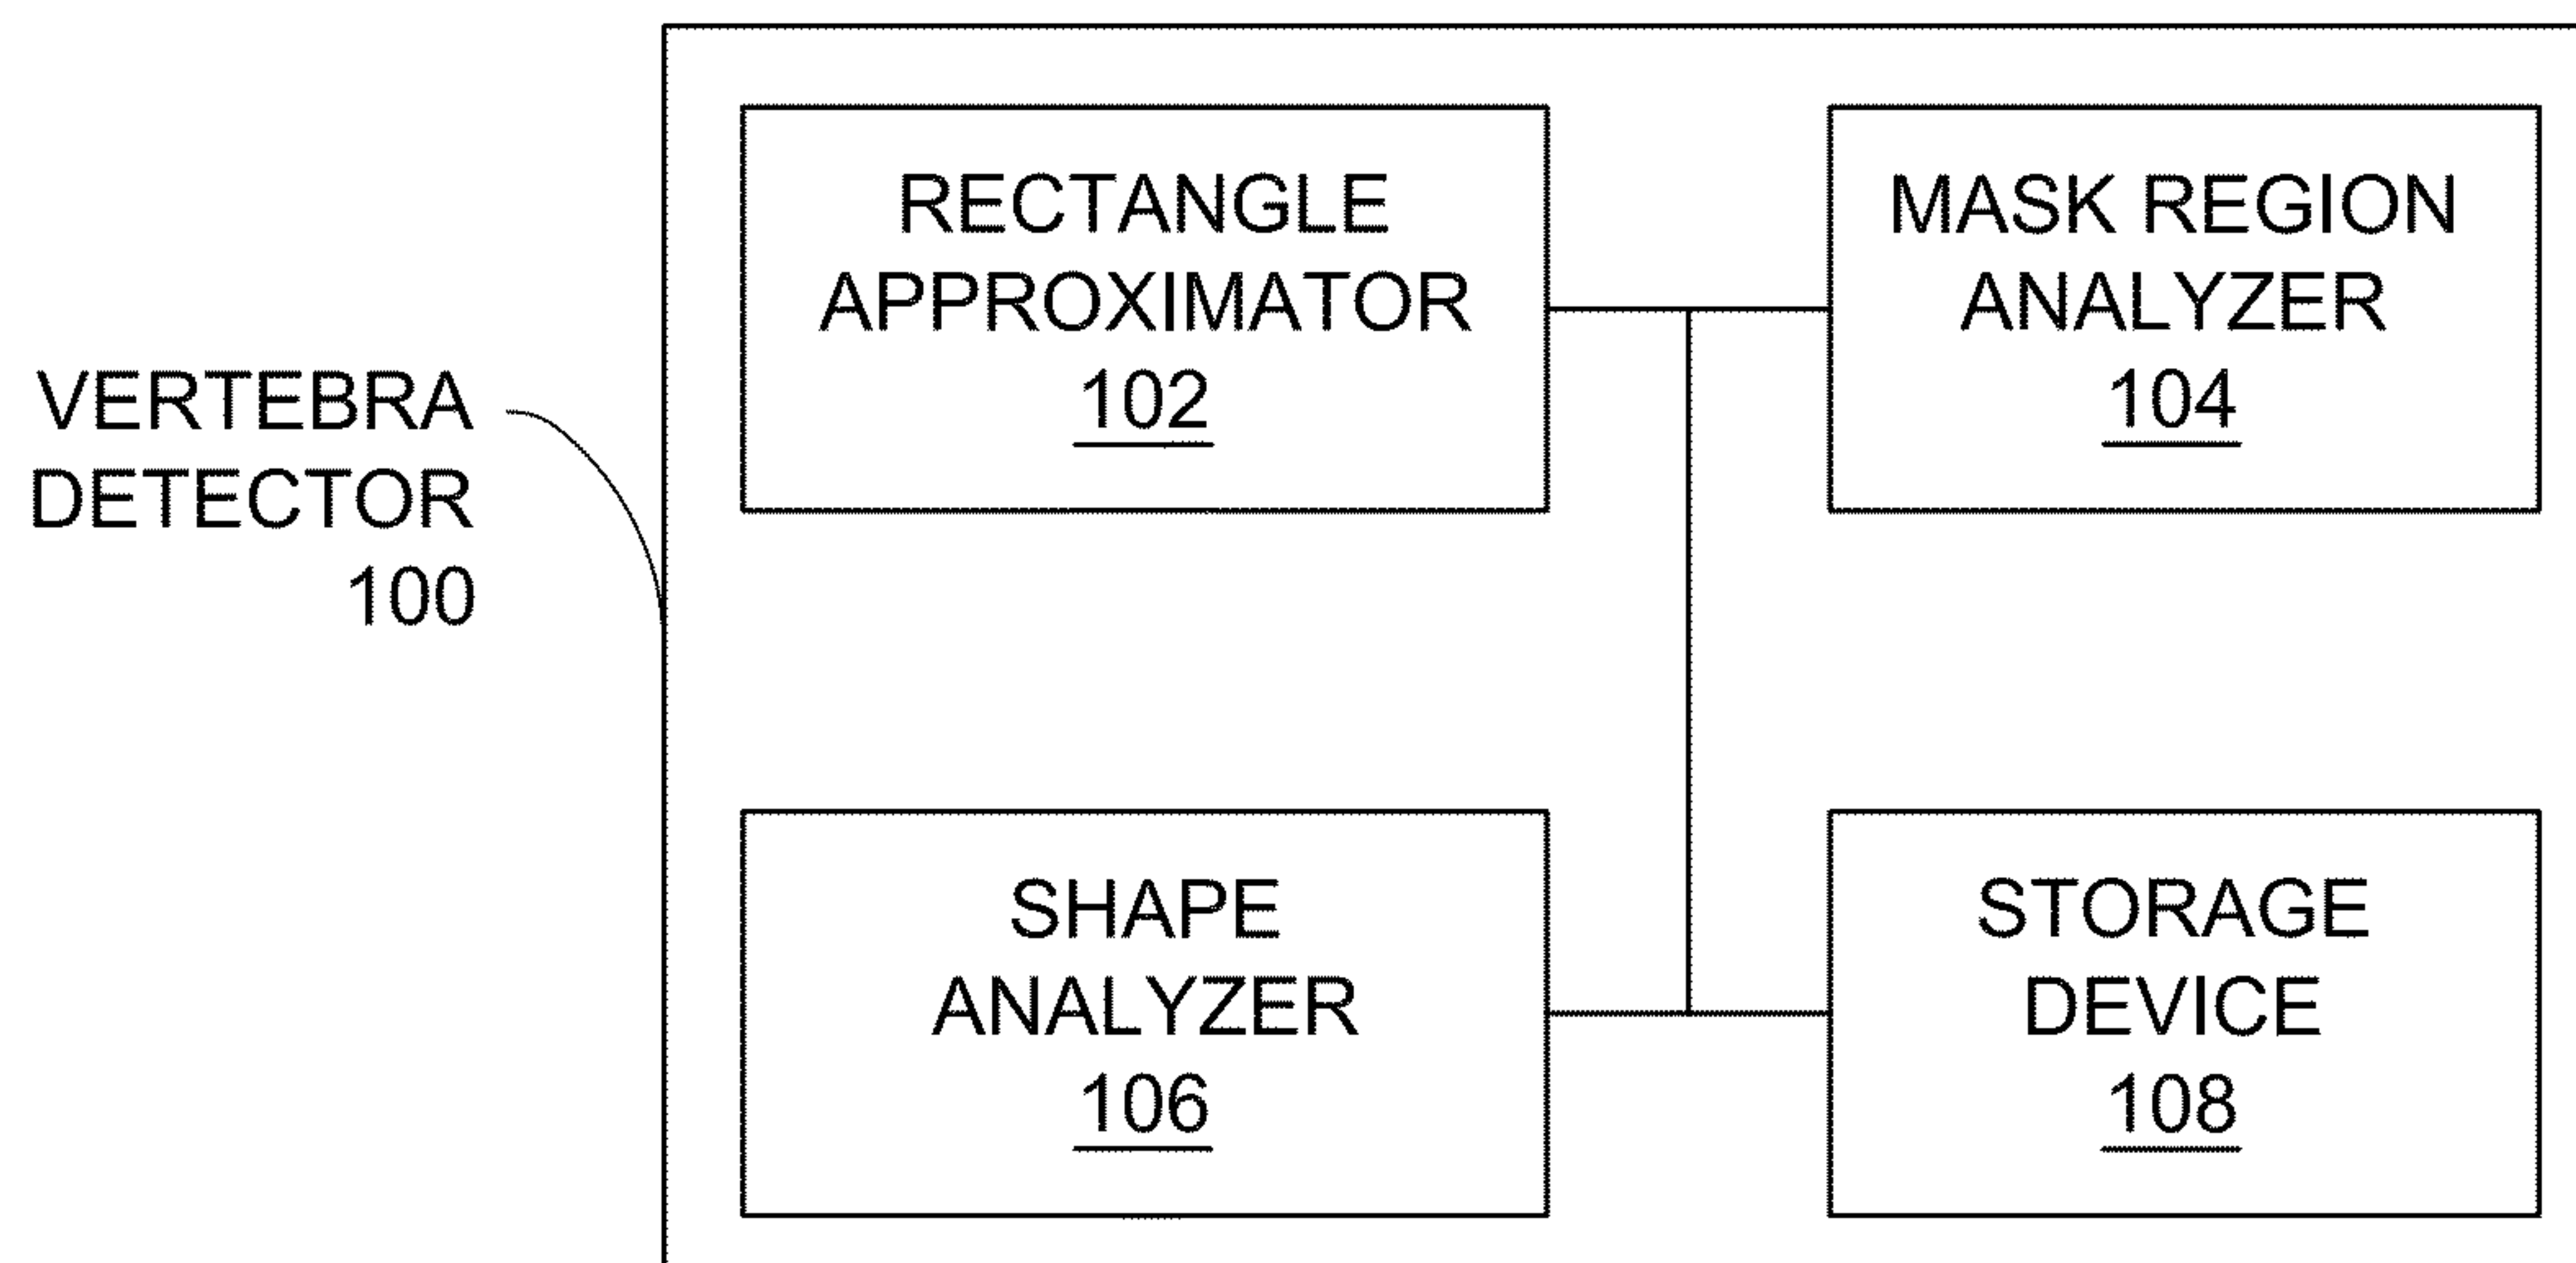 VERTEBRA
DETECTOR
100
RECTANGLE
APPROXIMATOR
102
MASK REGION
ANALYZER
104
SHAPE
ANALYZER
106
STORAGE
DEVICE
108